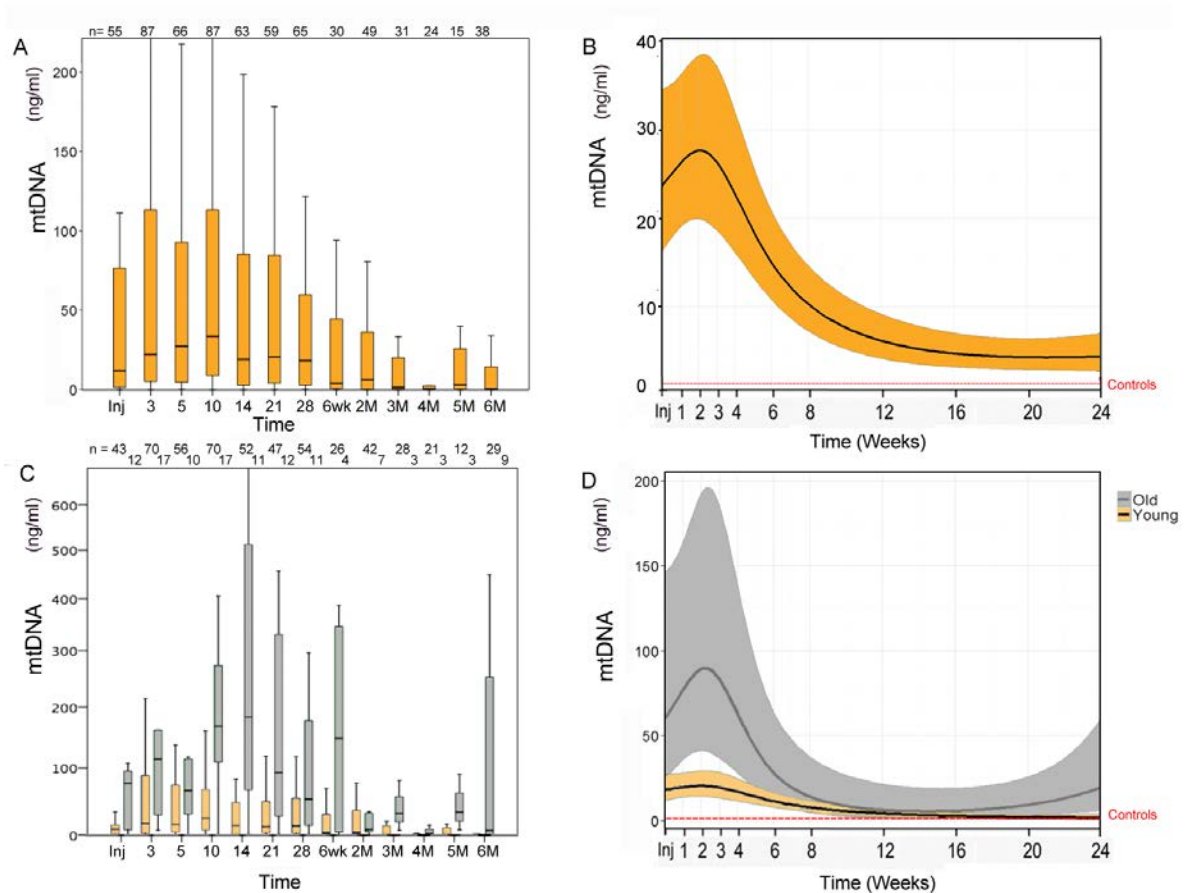 A
n= 55 87 66 87 63 59 65 30 49 31 24 15 38
mtDNA (ng/ml)
200
150
100
50
0
Inj 3 5 10 14 21 28 6wk 2M 3M 4M 5M 6M
Time
B
mtDNA (ng/ml)
40
30
20
10
0
Controls
Inj 1 2 3 4 6 8 12 16 20 24
Time (Weeks)
C
n = 43 70 56 70 52 47 54 26 42 28 21 12 29
12 17 10 17 11 12 11 4 7 3 3 3 9
mtDNA (ng/ml)
600
500
400
300
200
100
0
Inj 3 5 10 14 21 28 6wk 2M 3M 4M 5M 6M
Time
D
mtDNA (ng/ml)
200
150
100
50
0
Old
Young
Controls
Inj 1 2 3 4 6 8 12 16 20 24
Time (Weeks)